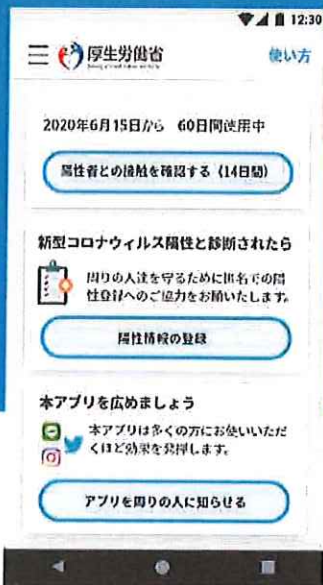 12:30
厚生労働省
使い方
2020年6月15日から 60日間使用中
陽性者との接触を確認する（14日間）
新型コロナウィルス陽性と診断されたら
周りの人達を守るために匿名での陽
性登録へのご協力をお願いいたします。
陽性情報の登録
本アプリを広めましょう
本アプリは多くの方にお使いいただ
くほど効果を発揮します。
アプリを周りの人に知らせる